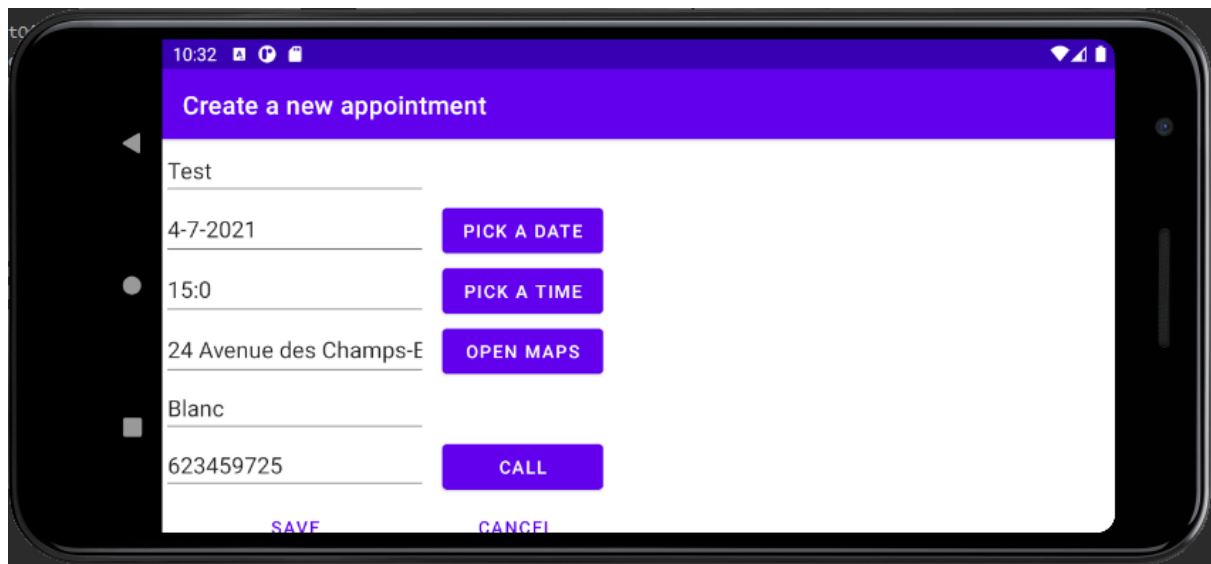 10:32
Create a new appointment
Test
4-7-2021 PICK A DATE
15:0 PICK A TIME
24 Avenue des Champs-E OPEN MAPS
Blanc
623459725 CALL
SAVE CANCEL